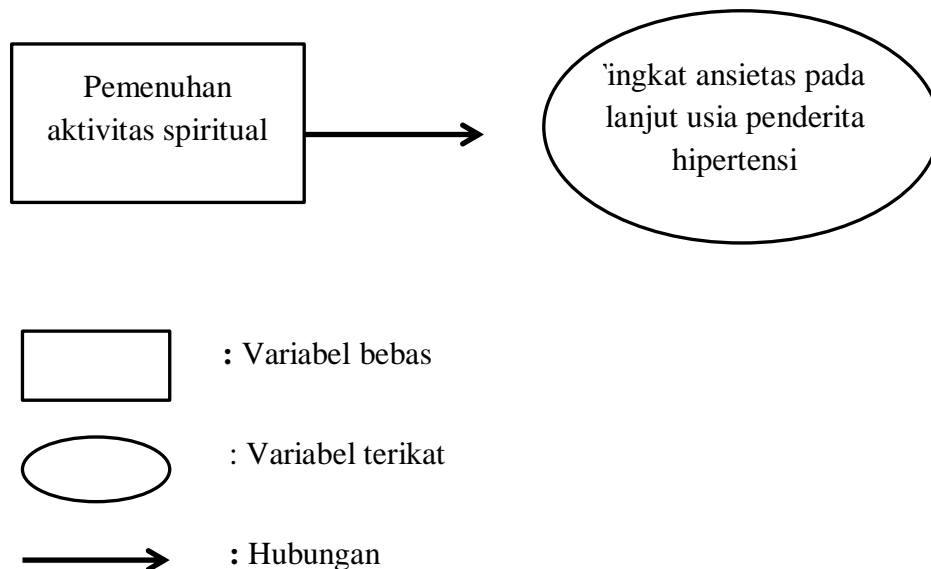 Pemenuhan
aktivitas spiritual
ingkat ansietas pada
lanjut usia penderita
hipertensi
: Variabel bebas
: Variabel terikat
: Hubungan